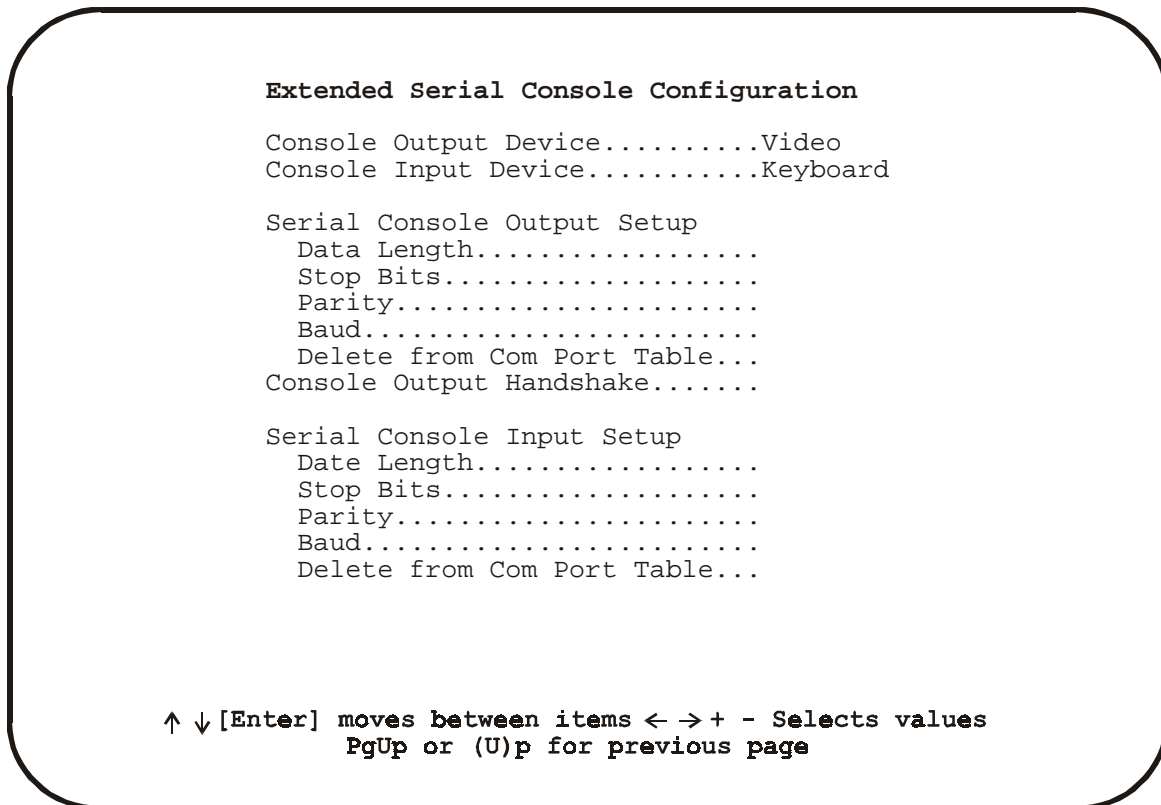 Extended Serial Console Configuration
Console Output Device..........Video
Console Input Device...........Keyboard
Serial Console Output Setup
Data Length..................
Stop Bits....................
Parity.......................
Baud.........................
Delete from Com Port Table...
Console Output Handshake.......
Serial Console Input Setup
Date Length..................
Stop Bits....................
Parity.......................
Baud.........................
Delete from Com Port Table...
↑ ↓ [Enter] moves between items ← → + - Selects values
PgUp or (U)p for previous page